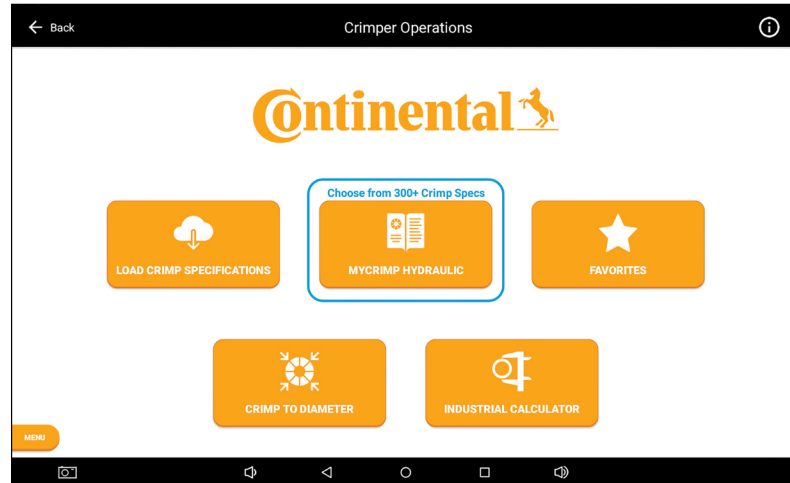 Back
Crimper Operations
Continental
Choose from 300+ Crimp Specs
LOAD CRIMP SPECIFICATIONS
MYCRIMP HYDRAULIC
FAVORITES
CRIMP TO DIAMETER
INDUSTRIAL CALCULATOR
MENU